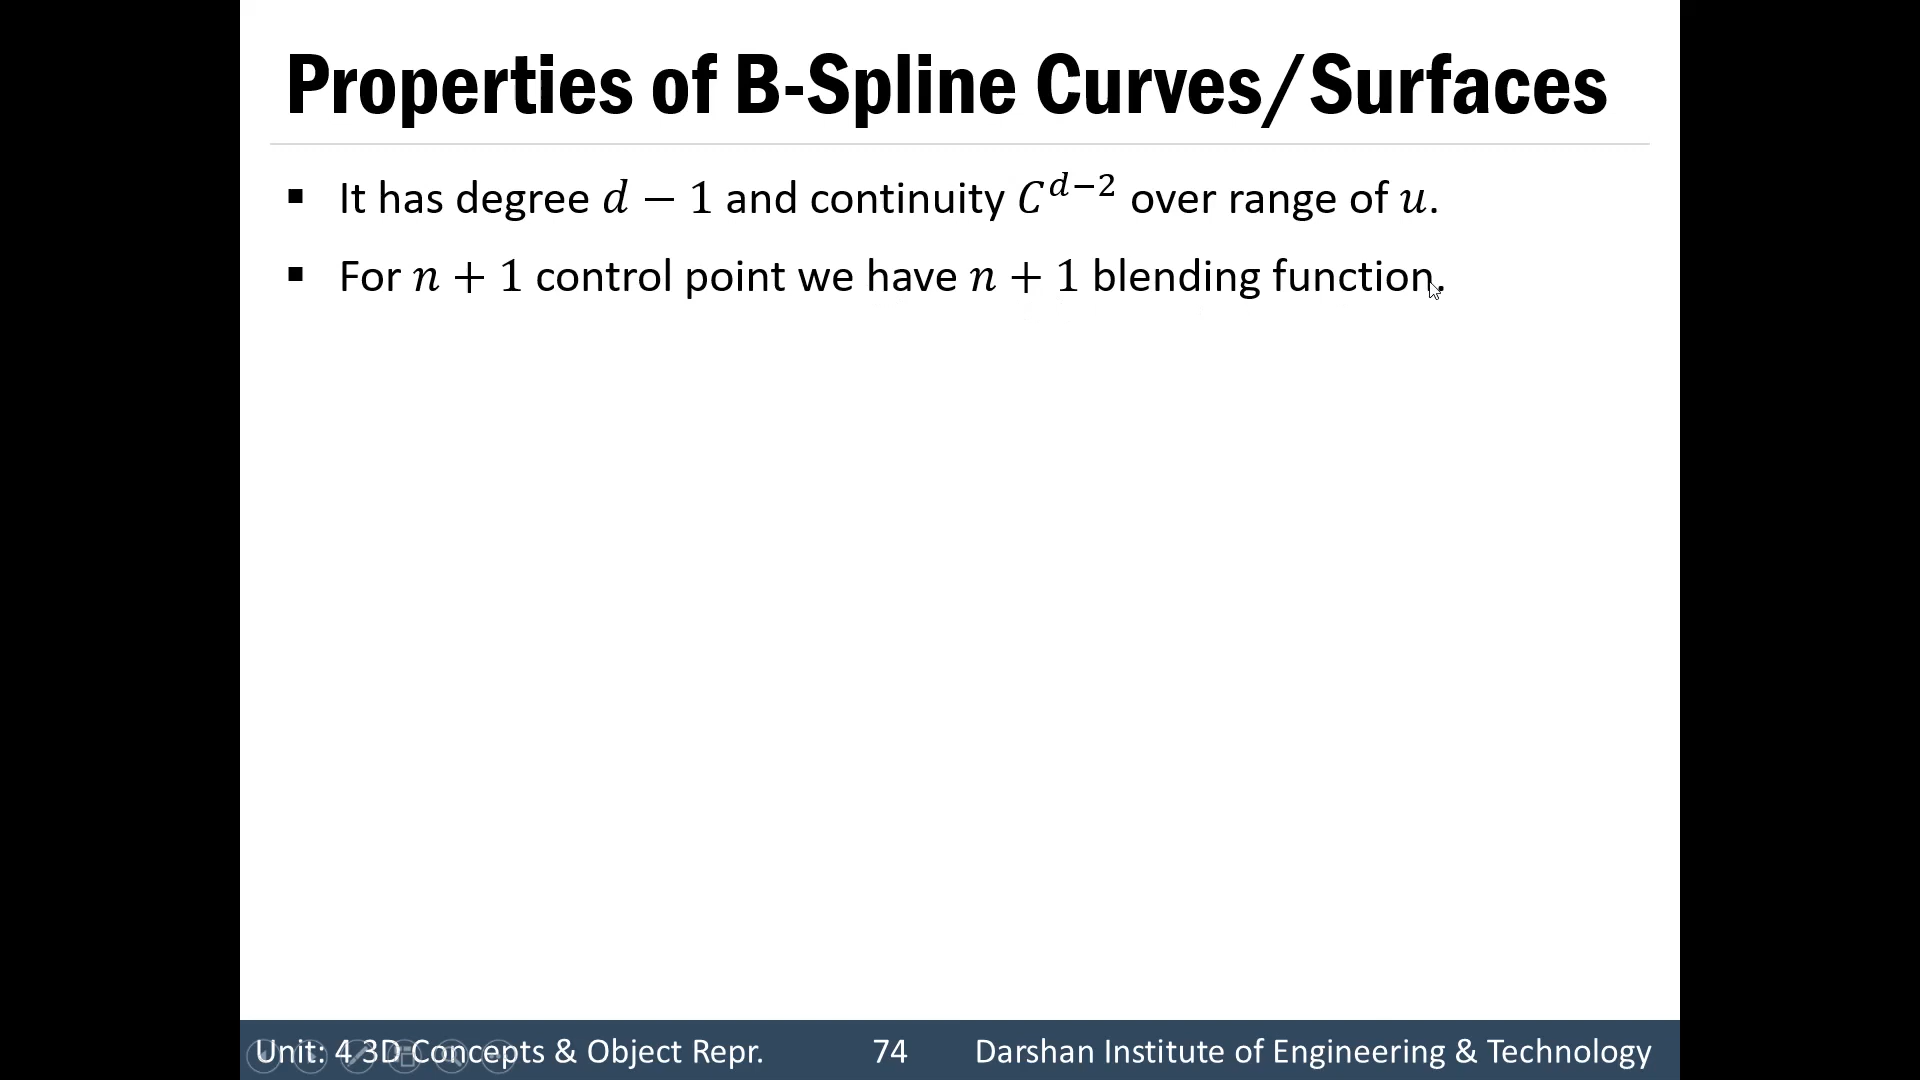 Properties of B-Spline Curves/Surfaces
▪ It has degree 𝑑 − 1 and continuity 𝐶^{𝑑−2} over range of 𝑢.
▪ For 𝑛 + 1 control point we have 𝑛 + 1 blending function.
Unit: 4 3D Concepts & Object Repr. 74 Darshan Institute of Engineering & Technology